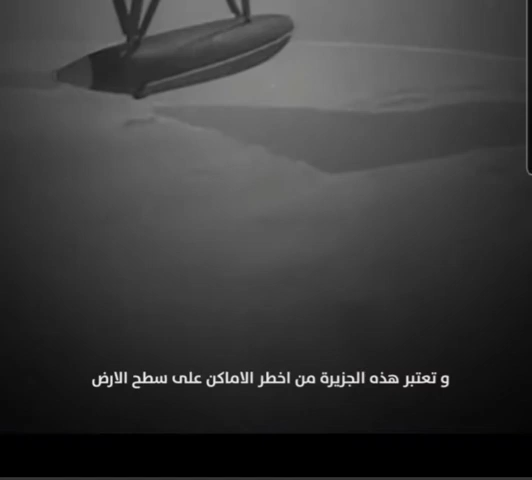 و تعتبر هذه الجزيرة من اخطر الاماكن على سطح الارض